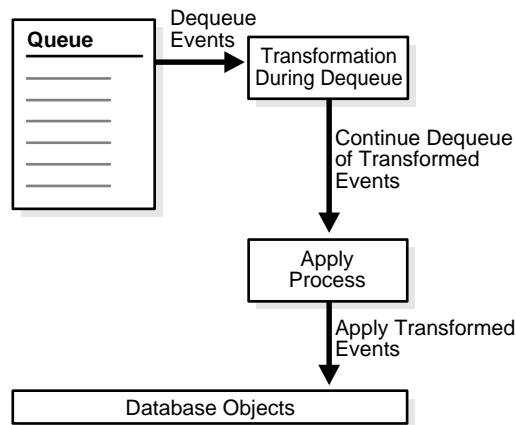 Queue
Dequeue
Events
Transformation
During Dequeue
Continue Dequeue
of Transformed
Events
Apply
Process
Apply Transformed
Events
Database Objects